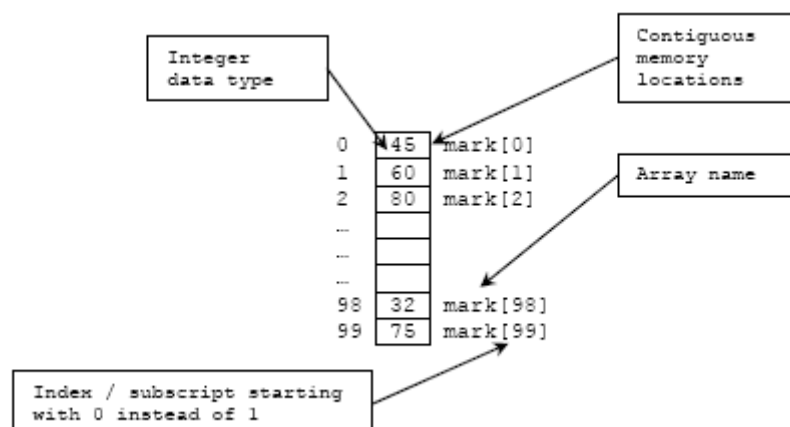 Integer
data type
Contiguous
memory
locations
0 45 mark[0]
1 60 mark[1]
2 80 mark[2]
Array name
…
…
…
98 32 mark[98]
99 75 mark[99]
Index / subscript starting
with 0 instead of 1